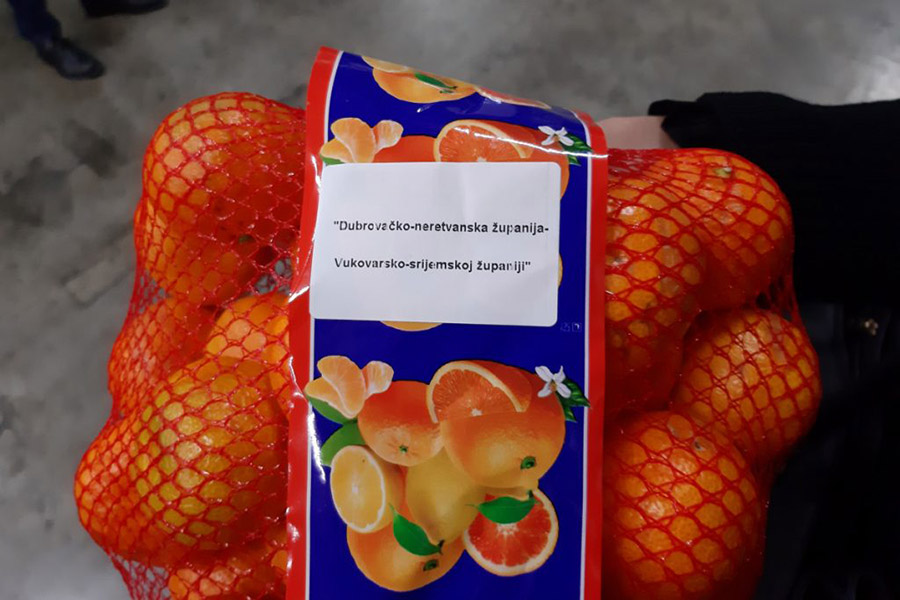 "Dubrovačko-neretvanska županija-
Vukovarsko-srijemskoj županiji"